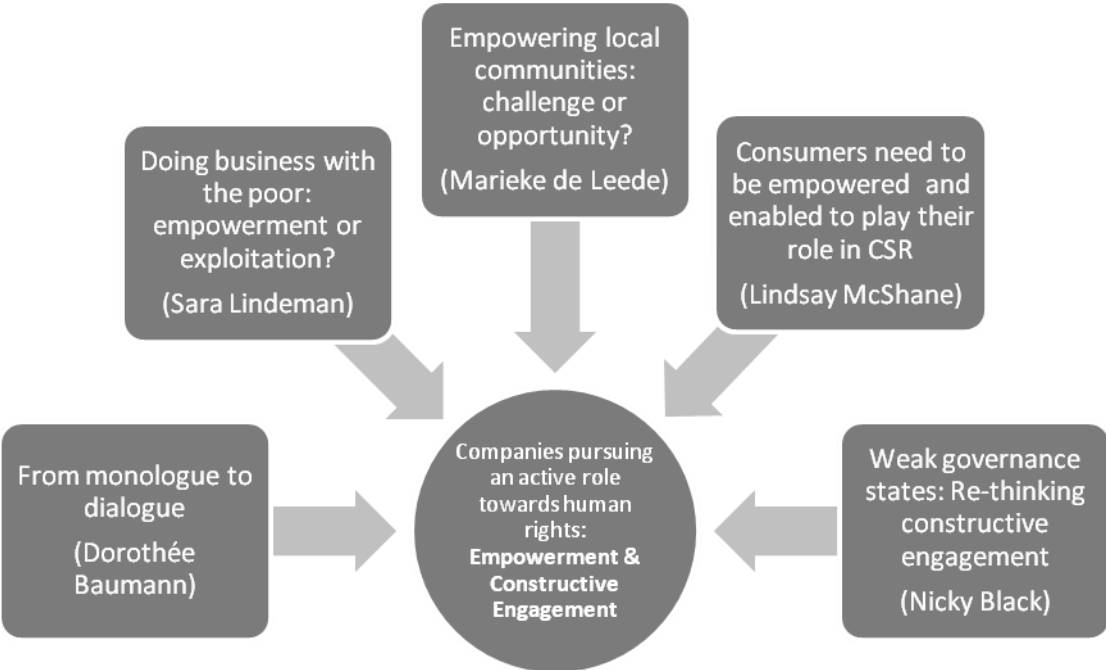 Empowering local
communities:
challenge or
opportunity?
(Marieke de Leede)
Doing business with
the poor:
empowerment or
exploitation?
(Sara Lindeman)
Consumers need to
be empowered and
enabled to play their
role in CSR
(Lindsay McShane)
From monologue to
dialogue
(Dorothée
Baumann)
Companies pursuing
an active role
towards human
rights:
Empowerment &
Constructive
Engagement
Weak governance
states: Re-thinking
constructive
engagement
(Nicky Black)